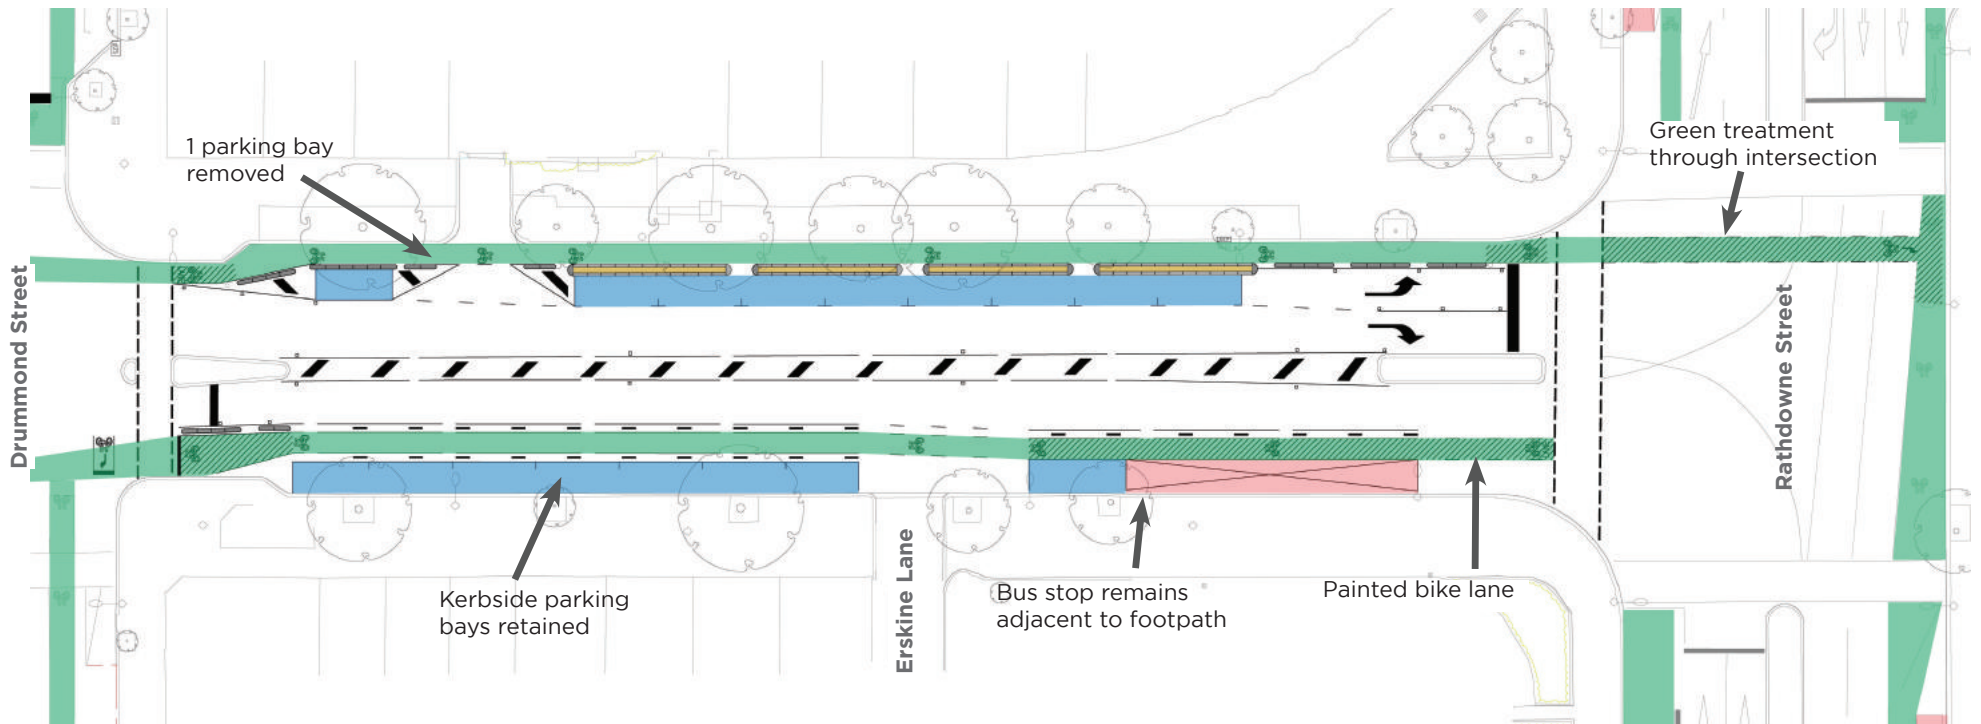 1 parking bay
removed
Green treatment
through intersection
Drummond Street
Rathdowne Street
Erskine Lane
Kerbside parking
bays retained
Bus stop remains
adjacent to footpath
Painted bike lane